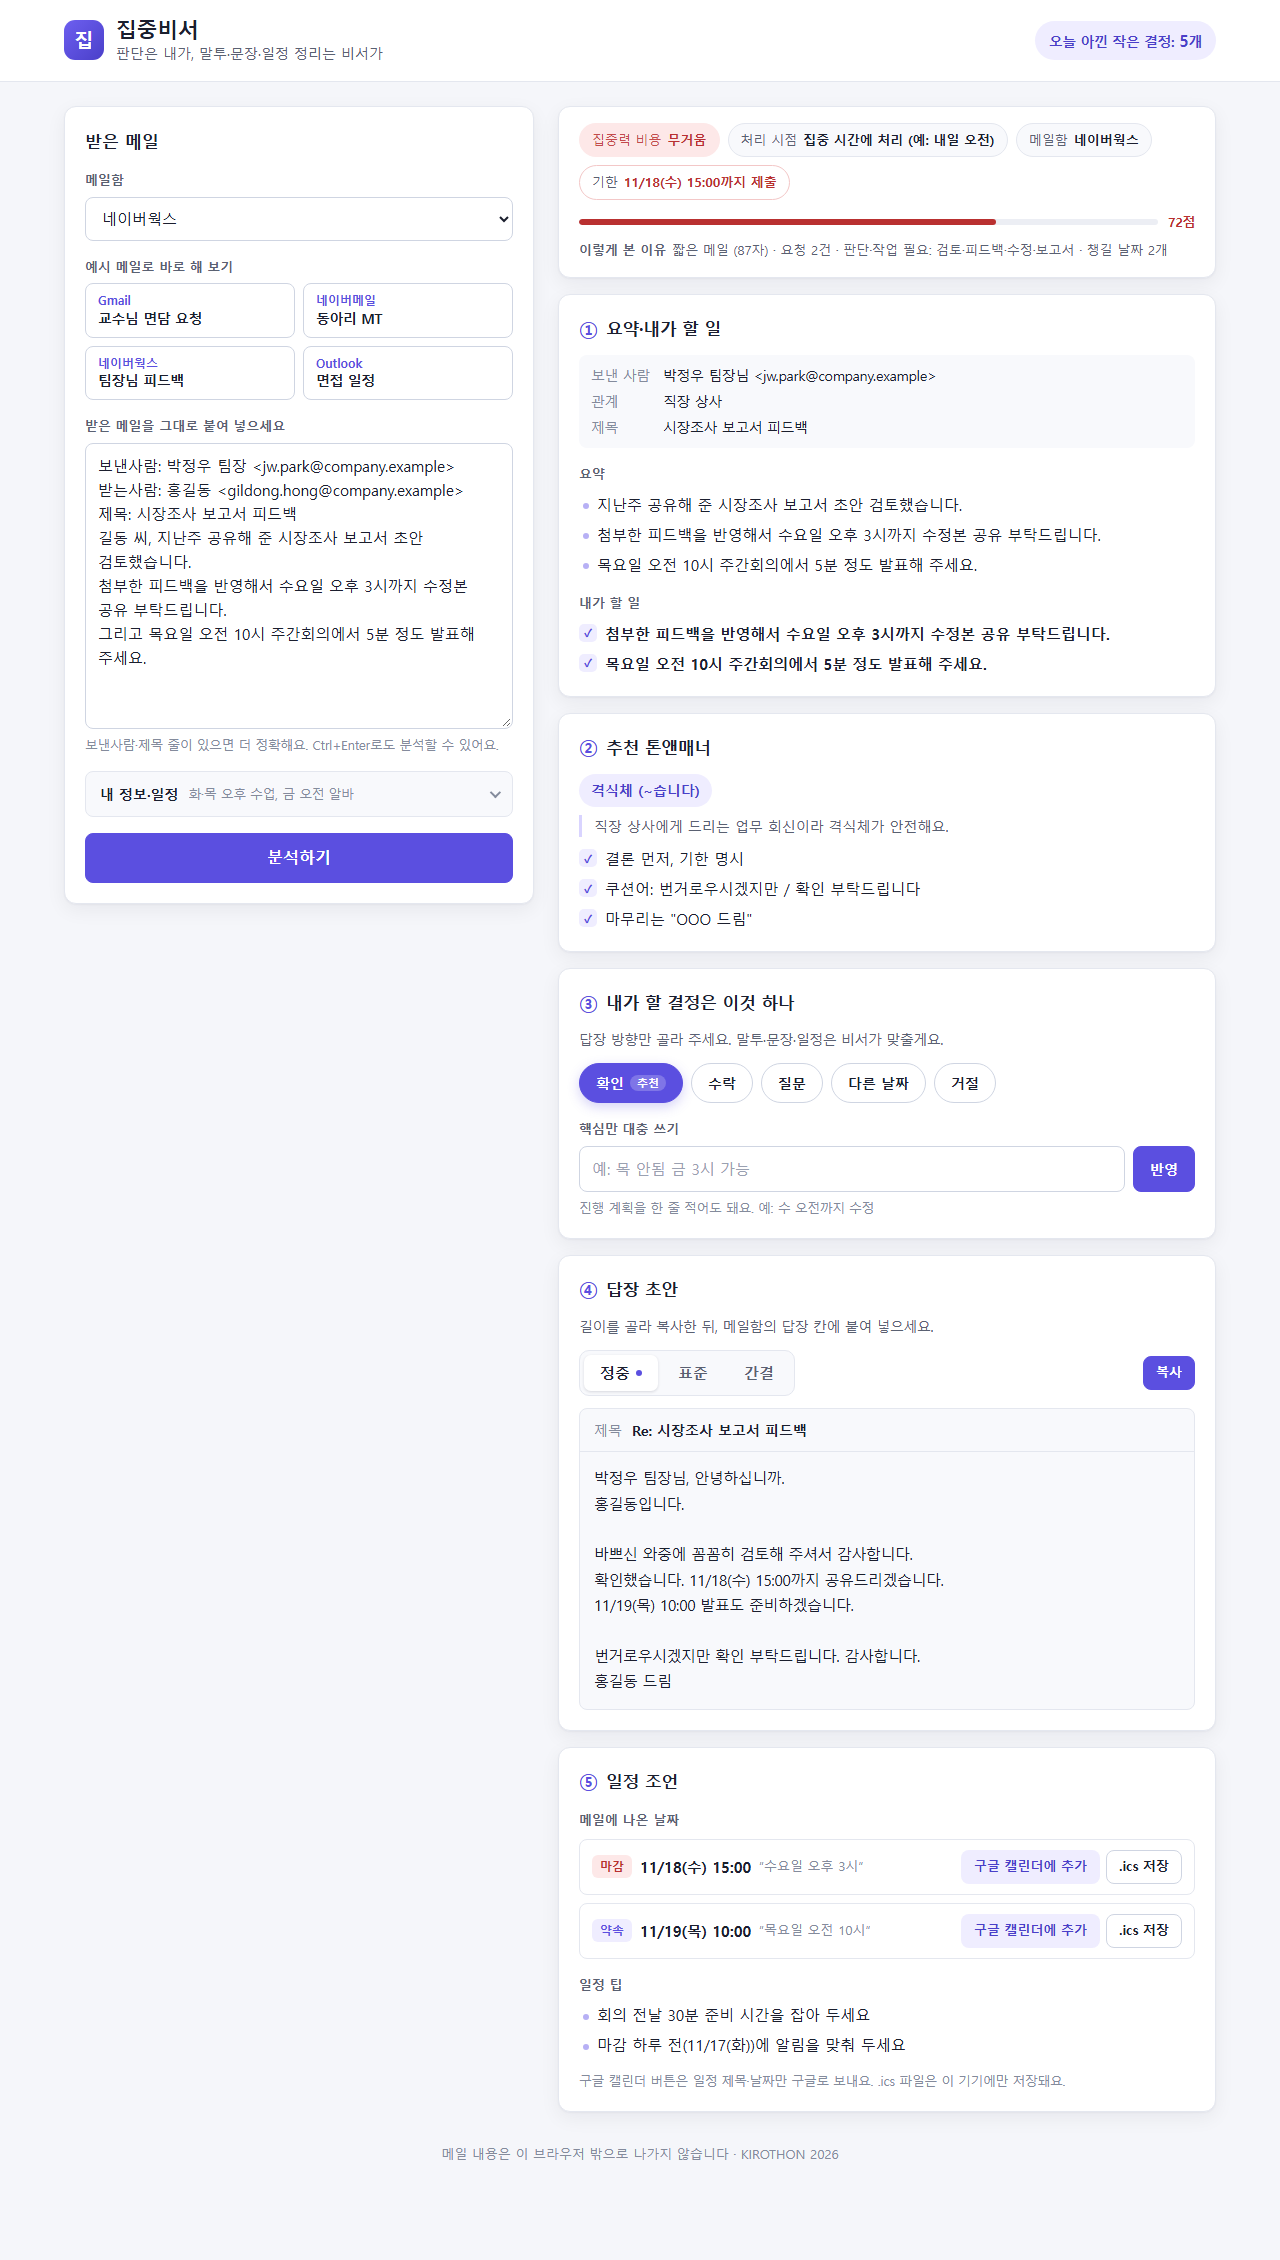 집
집중비서
판단은 내가, 말투·문장·일정 정리는 비서가
오늘 아낀 작은 결정: 5개
받은 메일
메일함
네이버웍스
예시 메일로 바로 해 보기
Gmail
교수님 면담 요청
네이버메일
동아리 MT
네이버웍스
팀장님 피드백
Outlook
면접 일정
받은 메일을 그대로 붙여 넣으세요
보낸사람: 박정우 팀장 <jw.park@company.example>
받는사람: 홍길동 <gildong.hong@company.example>
제목: 시장조사 보고서 피드백
길동 씨, 지난주 공유해 준 시장조사 보고서 초안
검토했습니다.
첨부한 피드백을 반영해서 수요일 오후 3시까지 수정본
공유 부탁드립니다.
그리고 목요일 오전 10시 주간회의에서 5분 정도 발표해
주세요.
보낸사람·제목 줄이 있으면 더 정확해요. Ctrl+Enter로도 분석할 수 있어요.
내 정보·일정 화·목 오후 수업, 금 오전 알바
분석하기
집중력 비용 무거움
처리 시점 집중 시간에 처리 (예: 내일 오전)
메일함 네이버웍스
기한 11/18(수) 15:00까지 제출
72점
이렇게 본 이유 짧은 메일 (87자) · 요청 2건 · 판단·작업 필요: 검토·피드백·수정·보고서 · 챙길 날짜 2개
① 요약·내가 할 일
보낸 사람 박정우 팀장님 <jw.park@company.example>
관계 직장 상사
제목 시장조사 보고서 피드백
요약
지난주 공유해 준 시장조사 보고서 초안 검토했습니다.
첨부한 피드백을 반영해서 수요일 오후 3시까지 수정본 공유 부탁드립니다.
목요일 오전 10시 주간회의에서 5분 정도 발표해 주세요.
내가 할 일
✓ 첨부한 피드백을 반영해서 수요일 오후 3시까지 수정본 공유 부탁드립니다.
✓ 목요일 오전 10시 주간회의에서 5분 정도 발표해 주세요.
② 추천 톤앤매너
격식체 (~습니다)
직장 상사에게 드리는 업무 회신이라 격식체가 안전해요.
✓ 결론 먼저, 기한 명시
✓ 쿠션어: 번거로우시겠지만 / 확인 부탁드립니다
✓ 마무리는 "OOO 드림"
③ 내가 할 결정은 이것 하나
답장 방향만 골라 주세요. 말투·문장·일정은 비서가 맞출게요.
확인 추천
수락
질문
다른 날짜
거절
핵심만 대충 쓰기
예: 목 안됨 금 3시 가능
반영
진행 계획을 한 줄 적어도 돼요. 예: 수 오전까지 수정
④ 답장 초안
길이를 골라 복사한 뒤, 메일함의 답장 칸에 붙여 넣으세요.
정중
표준
간결
복사
제목 Re: 시장조사 보고서 피드백
박정우 팀장님, 안녕하십니까.
홍길동입니다.
바쁘신 와중에 꼼꼼히 검토해 주셔서 감사합니다.
확인했습니다. 11/18(수) 15:00까지 공유드리겠습니다.
11/19(목) 10:00 발표도 준비하겠습니다.
번거로우시겠지만 확인 부탁드립니다. 감사합니다.
홍길동 드림
⑤ 일정 조언
메일에 나온 날짜
마감 11/18(수) 15:00 "수요일 오후 3시" 구글 캘린더에 추가 .ics 저장
약속 11/19(목) 10:00 "목요일 오전 10시" 구글 캘린더에 추가 .ics 저장
일정 팁
회의 전날 30분 준비 시간을 잡아 두세요
마감 하루 전(11/17(화))에 알림을 맞춰 두세요
구글 캘린더 버튼은 일정 제목·날짜만 구글로 보내요. .ics 파일은 이 기기에만 저장돼요.
메일 내용은 이 브라우저 밖으로 나가지 않습니다 · KIROTHON 2026